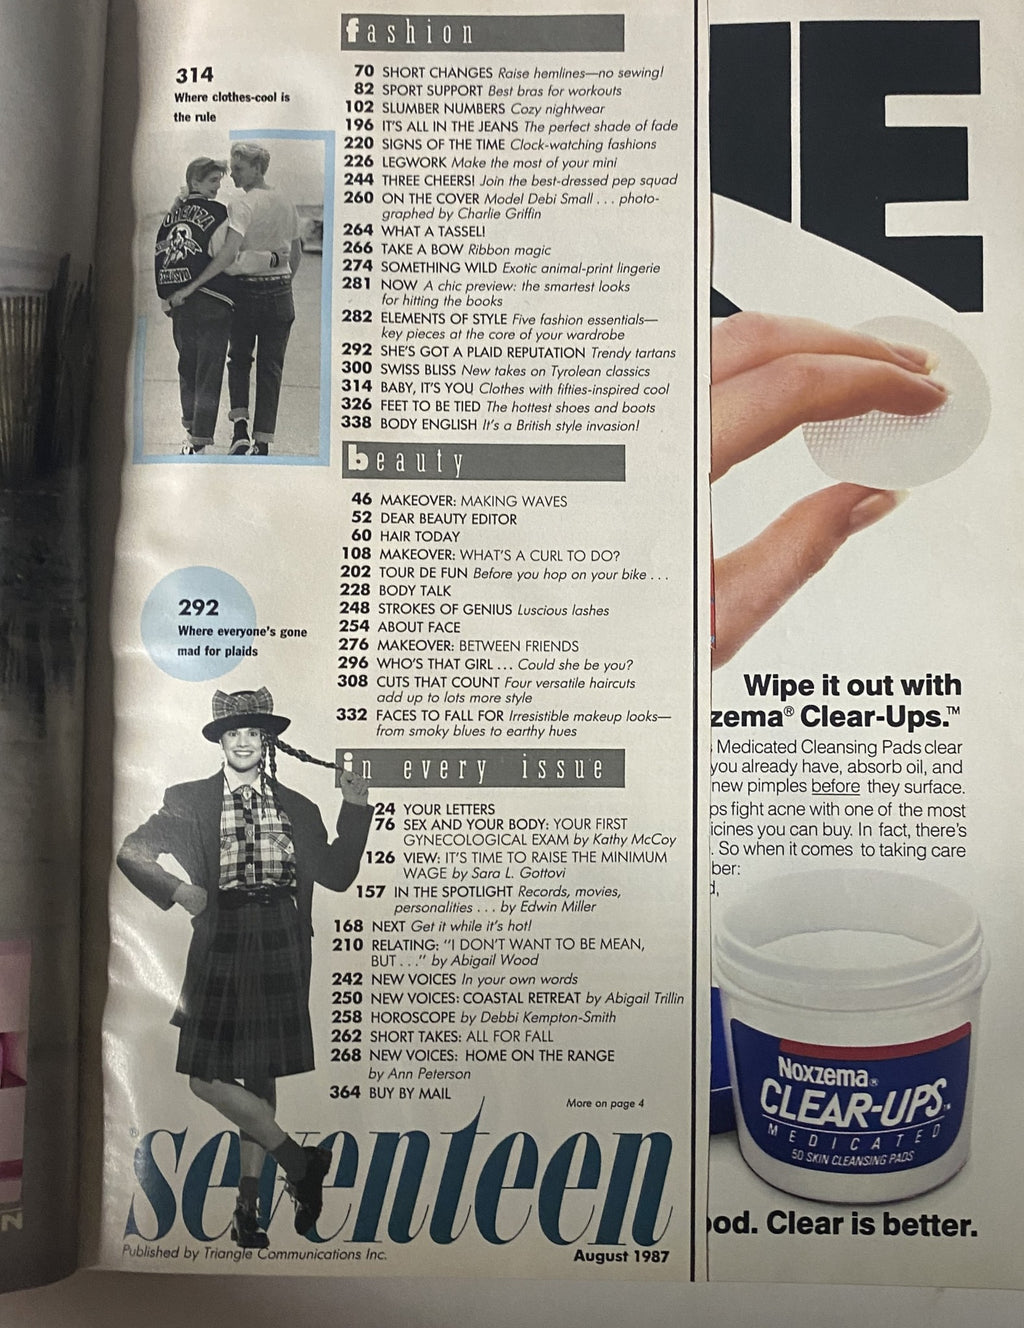 fashion
314
Where clothes-cool is
the rule
70 SHORT CHANGES Raise hemlines—no sewing!
82 SPORT SUPPORT Best bras for workouts
102 SLUMBER NUMBERS Cozy nightwear
196 IT'S ALL IN THE JEANS The perfect shade of fade
220 SIGNS OF THE TIME Clock-watching fashions
226 LEGWORK Make the most of your mini
244 THREE CHEERS! Join the best-dressed pep squad
260 ON THE COVER Model Debi Small . . . photo-
graphed by Charlie Griffin
264 WHAT A TASSEL!
266 TAKE A BOW Ribbon magic
274 SOMETHING WILD Exotic animal-print lingerie
281 NOW A chic preview: the smartest looks
for hitting the books
282 ELEMENTS OF STYLE Five fashion essentials—
key pieces at the core of your wardrobe
292 SHE'S GOT A PLAID REPUTATION Trendy tartans
300 SWISS BLISS New takes on Tyrolean classics
314 BABY, IT'S YOU Clothes with fifties-inspired cool
326 FEET TO BE TIED The hottest shoes and boots
338 BODY ENGLISH It's a British style invasion!
beauty
46 MAKEOVER: MAKING WAVES
52 DEAR BEAUTY EDITOR
60 HAIR TODAY
108 MAKEOVER: WHAT'S A CURL TO DO?
202 TOUR DE FUN Before you hop on your bike . . .
228 BODY TALK
248 STROKES OF GENIUS Luscious lashes
254 ABOUT FACE
276 MAKEOVER: BETWEEN FRIENDS
296 WHO'S THAT GIRL . . . Could she be you?
308 CUTS THAT COUNT Four versatile haircuts
add up to lots more style
332 FACES TO FALL FOR Irresistible makeup looks—
from smoky blues to earthy hues
292
Where everyone's gone
mad for plaids
in every issue
24 YOUR LETTERS
76 SEX AND YOUR BODY: YOUR FIRST
GYNECOLOGICAL EXAM by Kathy McCoy
126 VIEW: IT'S TIME TO RAISE THE MINIMUM
WAGE by Sara L. Gottovi
157 IN THE SPOTLIGHT Records, movies,
personalities . . . by Edwin Miller
168 NEXT Get it while it's hot!
210 RELATING: "I DON'T WANT TO BE MEAN,
BUT . . ." by Abigail Wood
242 NEW VOICES In your own words
250 NEW VOICES: COASTAL RETREAT by Abigail Trillin
258 HOROSCOPE by Debbi Kempton-Smith
262 SHORT TAKES: ALL FOR FALL
268 NEW VOICES: HOME ON THE RANGE
by Ann Peterson
364 BUY BY MAIL
More on page 4
seventeen®
Published by Triangle Communications Inc.
August 1987
NE
Wipe it out with
zema® Clear-Ups.™
Medicated Cleansing Pads clear
you already have, absorb oil, and
new pimples before they surface.
ps fight acne with one of the most
icines you can buy. In fact, there's
. So when it comes to taking care
ber:
d,
Noxzema®
CLEAR-UPS™
MEDICATED
50 SKIN CLEANSING PADS
od. Clear is better.